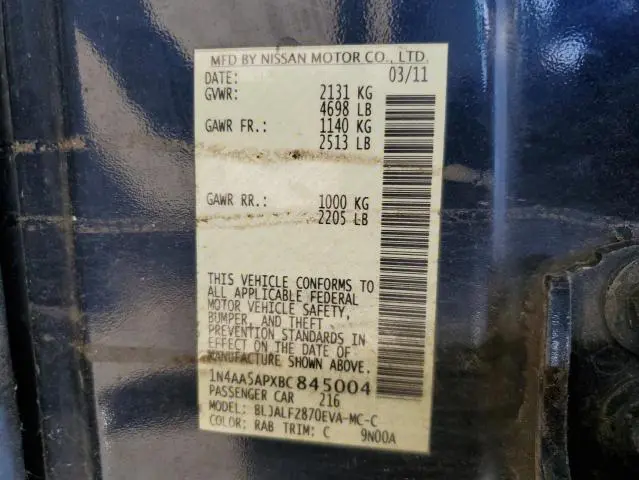 MFD BY NISSAN MOTOR CO., LTD.
DATE: 03/11
GVWR: 2131 KG
4698 LB
GAWR FR.: 1140 KG
2513 LB
GAWR RR.: 1000 KG
2205 LB
THIS VEHICLE CONFORMS TO
ALL APPLICABLE FEDERAL
MOTOR VEHICLE SAFETY,
BUMPER, AND THEFT
PREVENTION STANDARDS IN
EFFECT ON THE DATE OF
MANUFACTURE SHOWN ABOVE.
1N4AA5APXBC845004
PASSENGER CAR 216
MODEL: BLJALFZ870EVA-MC-C
COLOR: RAB TRIM: C 9N00A